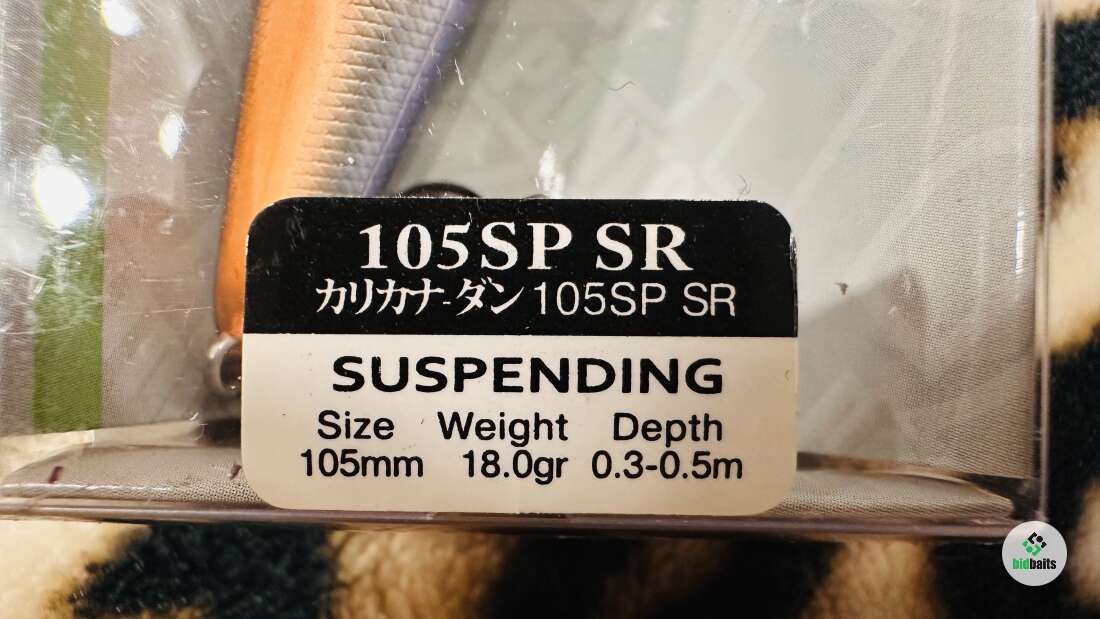 105SP SR
カリカナ-ダン 105SP SR
SUSPENDING
Size Weight Depth
105mm 18.0gr 0.3-0.5m
bidbaits